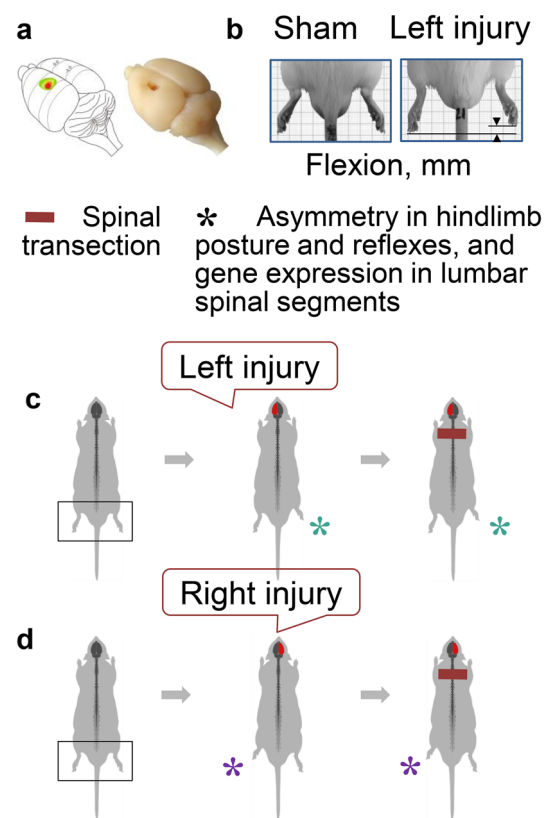 a
b
Sham
Left injury
Flexion, mm
Spinal
transection
* Asymmetry in hindlimb
posture and reflexes, and
gene expression in lumbar
spinal segments
Left injury
c
*
*
Right injury
d
*
*